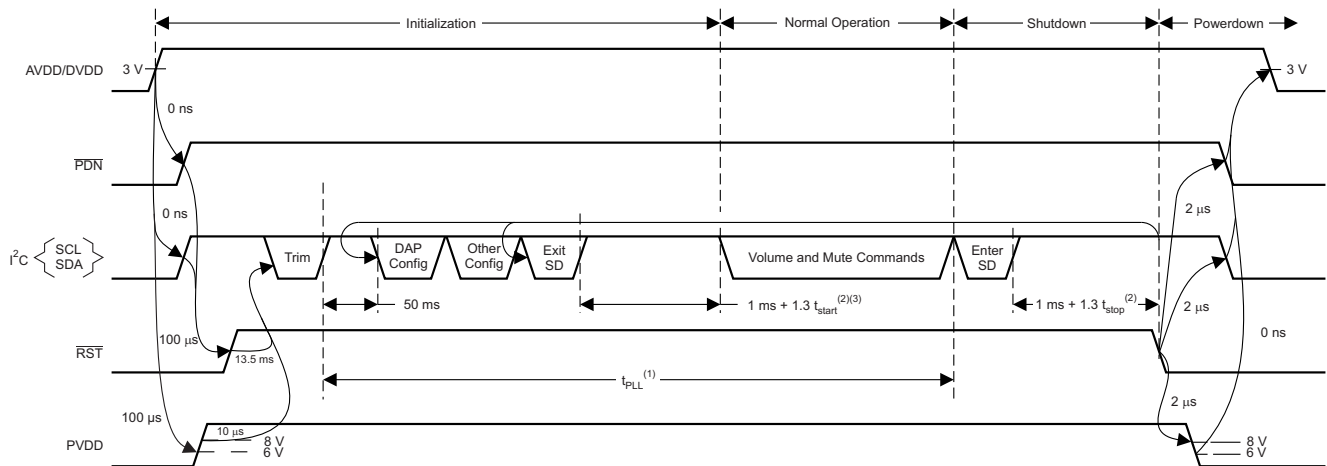 Initialization
Normal Operation
Shutdown
Powerdown
AVDD/DVDD
3 V
3 V
0 ns
PDN
0 ns
2 μs
I2C
SCL
SDA
Trim
DAP
Config
Other
Config
Exit
SD
Volume and Mute Commands
Enter
SD
50 ms
1 ms + 1.3 tstart(2)(3)
1 ms + 1.3 tstop(2)
2 μs
0 ns
100 μs
RST
13.5 ms
tPLL(1)
100 μs
2 μs
PVDD
10 μs
8 V
6 V
8 V
6 V